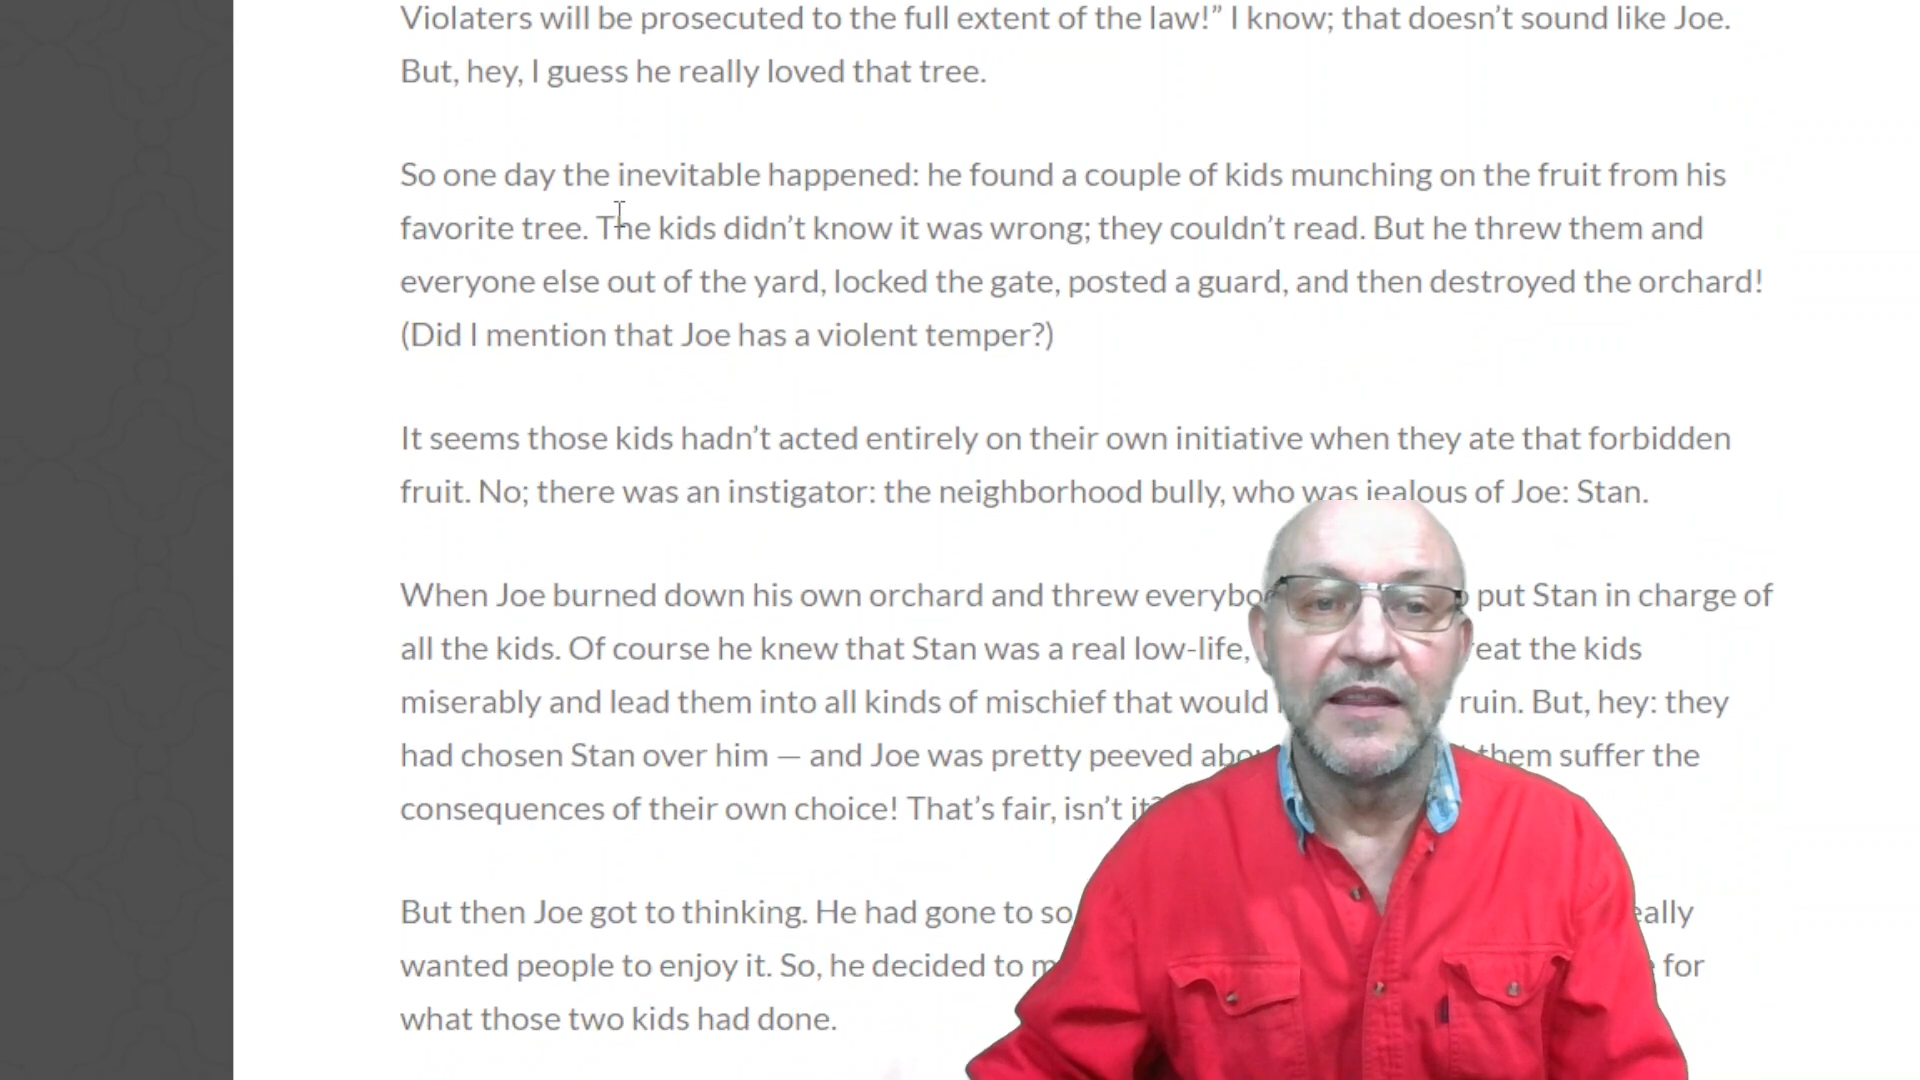 Violaters will be prosecuted to the full extent of the law!” I know; that doesn’t sound like Joe.
But, hey, I guess he really loved that tree.
So one day the inevitable happened: he found a couple of kids munching on the fruit from his
favorite tree. The kids didn’t know it was wrong; they couldn’t read. But he threw them and
everyone else out of the yard, locked the gate, posted a guard, and then destroyed the orchard!
(Did I mention that Joe has a violent temper?)
It seems those kids hadn’t acted entirely on their own initiative when they ate that forbidden
fruit. No; there was an instigator: the neighborhood bully, who was jealous of Joe: Stan.
When Joe burned down his own orchard and threw put Stan in charge of
all the kids. Of course he knew that Stan was a real low-life, the kids
miserably and lead them into all kinds of mischief that would ruin. But, hey: they
had chosen Stan over him — and Joe was pretty peeved them suffer the
consequences of their own choice! That’s fair, isn’t it?
But then Joe got to thinking. He had gone to
wanted people to enjoy it. So, he decided to for
what those two kids had done.